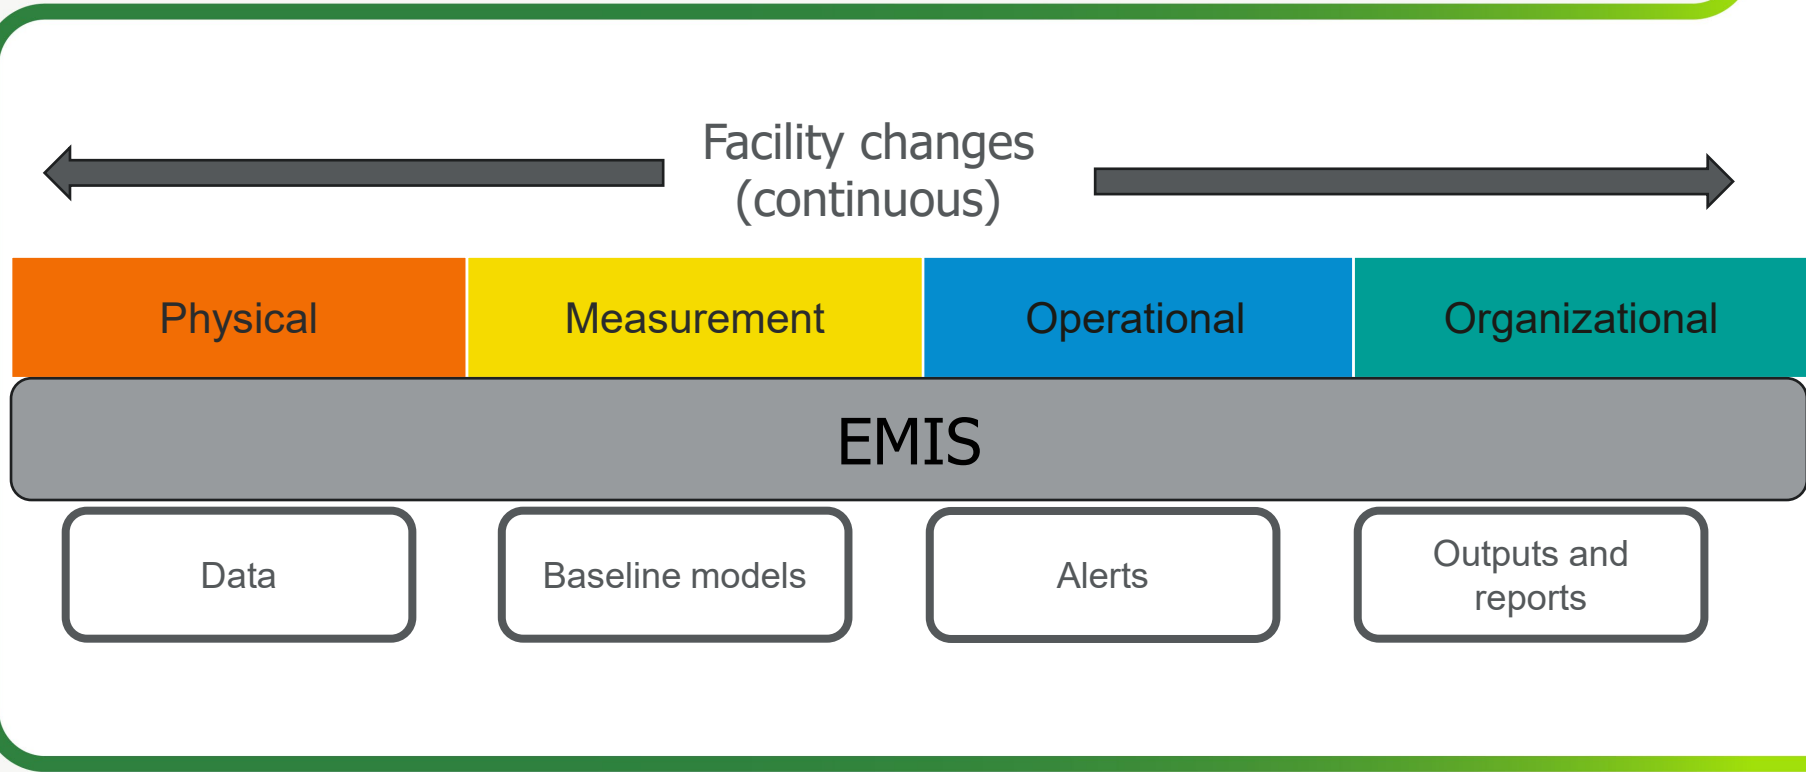 Facility changes
(continuous)
Physical
Measurement
Operational
Organizational
EMIS
Data
Baseline models
Alerts
Outputs and
reports